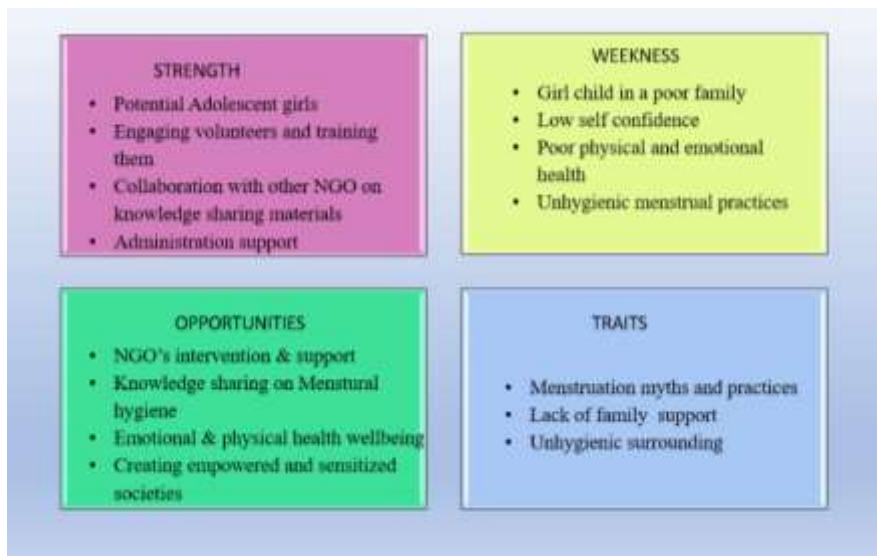 STRENGTH
• Potential Adolescent girls
• Engaging volunteers and training
them
• Collaboration with other NGO on
knowledge sharing materials
• Administration support
WEEKNESS
• Girl child in a poor family
• Low self confidence
• Poor physical and emotional
health
• Unhygienic menstrual practices
OPPORTUNITIES
• NGO's intervention & support
• Knowledge sharing on Menstural
hygiene
• Emotional & physical health wellbeing
• Creating empowered and sensitized
societies
TRAITS
• Menstruation myths and practices
• Lack of family support
• Unhygienic surrounding